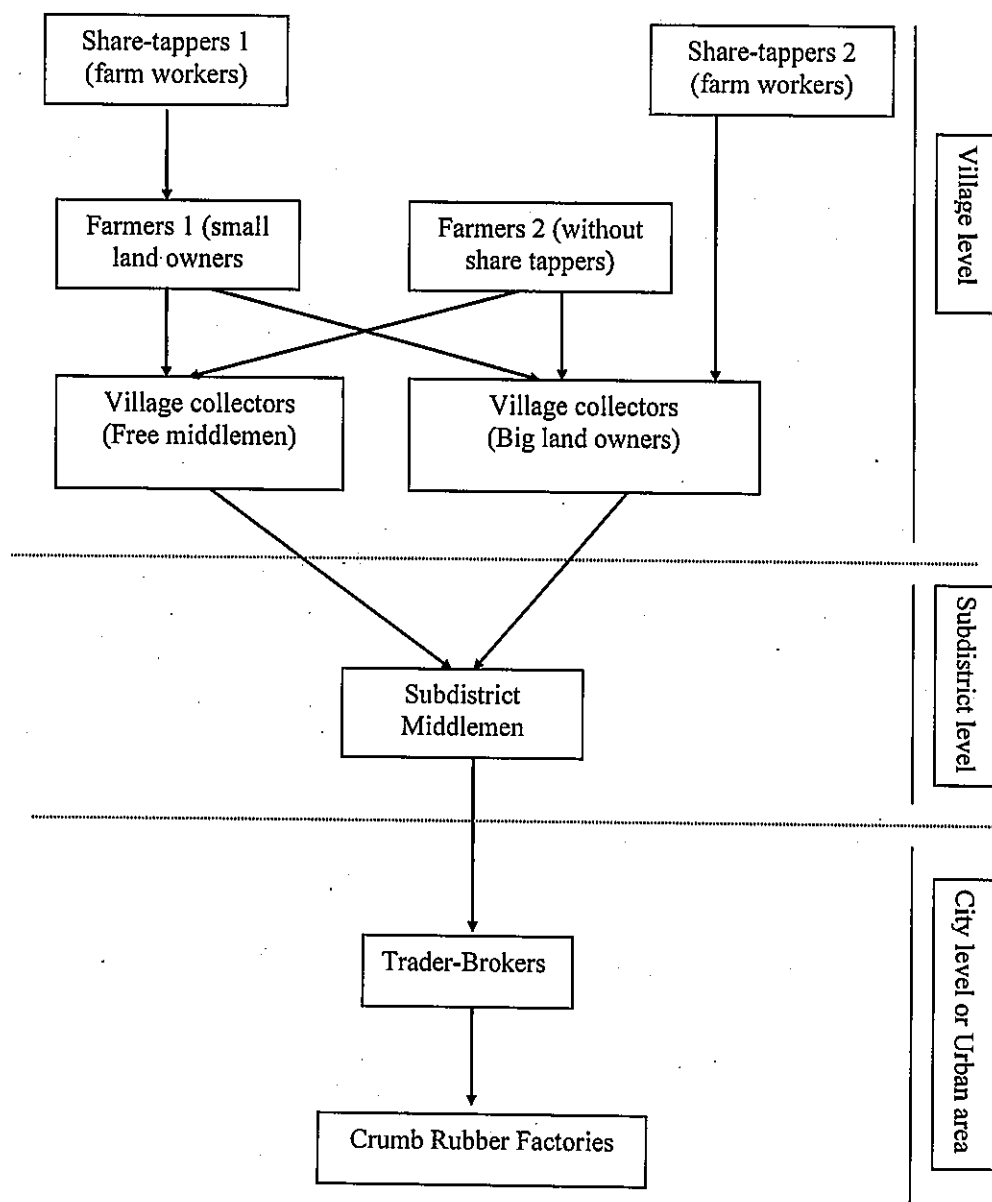 Share-tappers 1
(farm workers)
Share-tappers 2
(farm workers)
Village level
Farmers 1 (small
land owners
Farmers 2 (without
share tappers)
Village collectors
(Free middlemen)
Village collectors
(Big land owners)
Subdistrict level
Subdistrict
Middlemen
City level or Urban area
Trader-Brokers
Crumb Rubber Factories